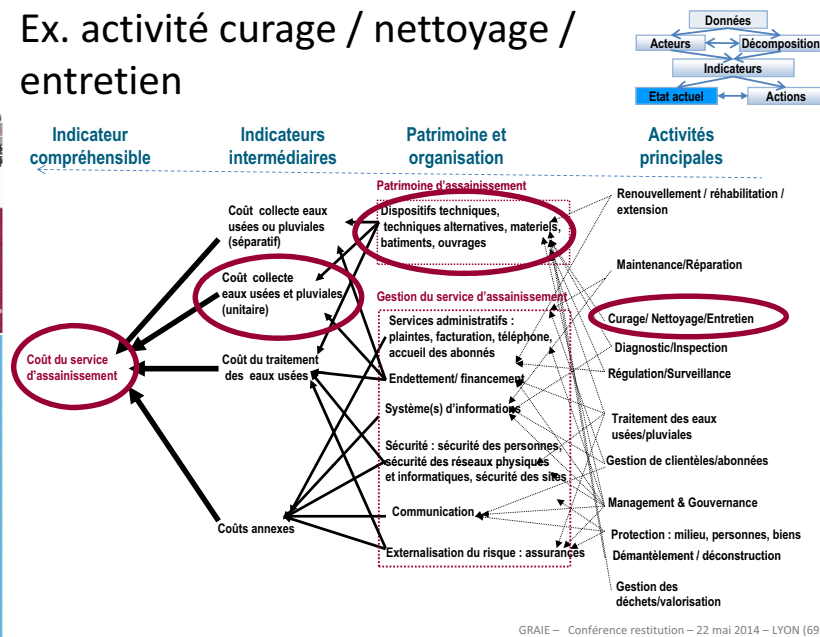 Ex. activité curage / nettoyage /
entretien
Données
Acteurs
Décomposition
Indicateurs
Etat actuel
Actions
Indicateur
compréhensible
Indicateurs
intermédiaires
Patrimoine et
organisation
Activités
principales
Coût du service
d'assainissement
Coût collecte eaux
usées ou pluviales
(séparatif)
Coût collecte
eaux usées et pluviales
(unitaire)
Coût du traitement
des eaux usées
Coûts annexes
Patrimoine d'assainissement
Dispositifs techniques,
techniques alternatives, materiels,
batiments, ouvrages
Gestion du service d'assainissement
Services administratifs :
plaintes, facturation, téléphone,
accueil des abonnés
Endettement/ financement
Système(s) d'informations
Sécurité : sécurité des personnes,
sécurité des réseaux physiques
et informatiques, sécurité des sites
Communication
Externalisation du risque : assurances
Renouvellement / réhabilitation /
extension
Maintenance/Réparation
Curage/ Nettoyage/Entretien
Diagnostic/Inspection
Régulation/Surveillance
Traitement des eaux
usées/pluviales
Gestion de clientèles/abonnées
Management & Gouvernance
Protection : milieu, personnes, biens
Démantèlement / déconstruction
Gestion des
déchets/valorisation
GRAIE – Conférence restitution – 22 mai 2014 – LYON (69